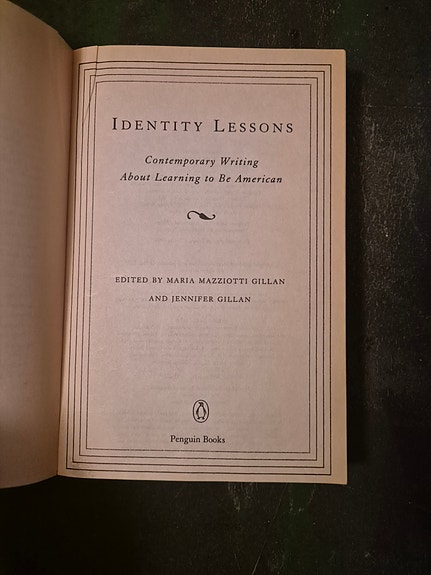 IDENTITY LESSONS
Contemporary Writing
About Learning to Be American
EDITED BY MARIA MAZZIOTTI GILLAN
AND JENNIFER GILLAN
Penguin Books